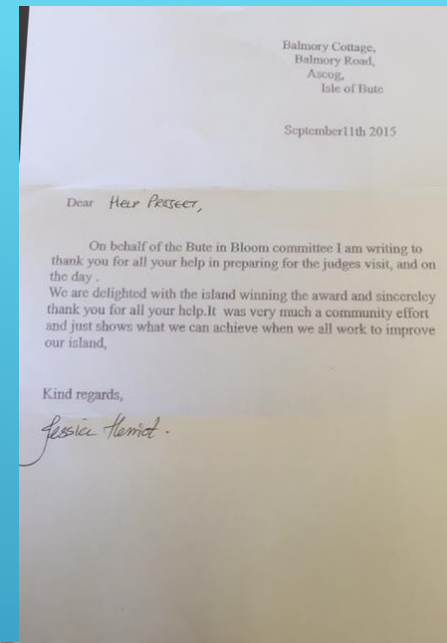 Balmory Cottage,
Balmory Road,
Ascog,
Isle of Bute
September11th 2015
Dear HELP PROJECT,
On behalf of the Bute in Bloom committee I am writing to
thank you for all your help in preparing for the judges visit, and on
the day .
We are delighted with the island winning the award and sincereley
thank you for all your help.It was very much a community effort
and just shows what we can achieve when we all work to improve
our island,
Kind regards,
Jessica Herriot.